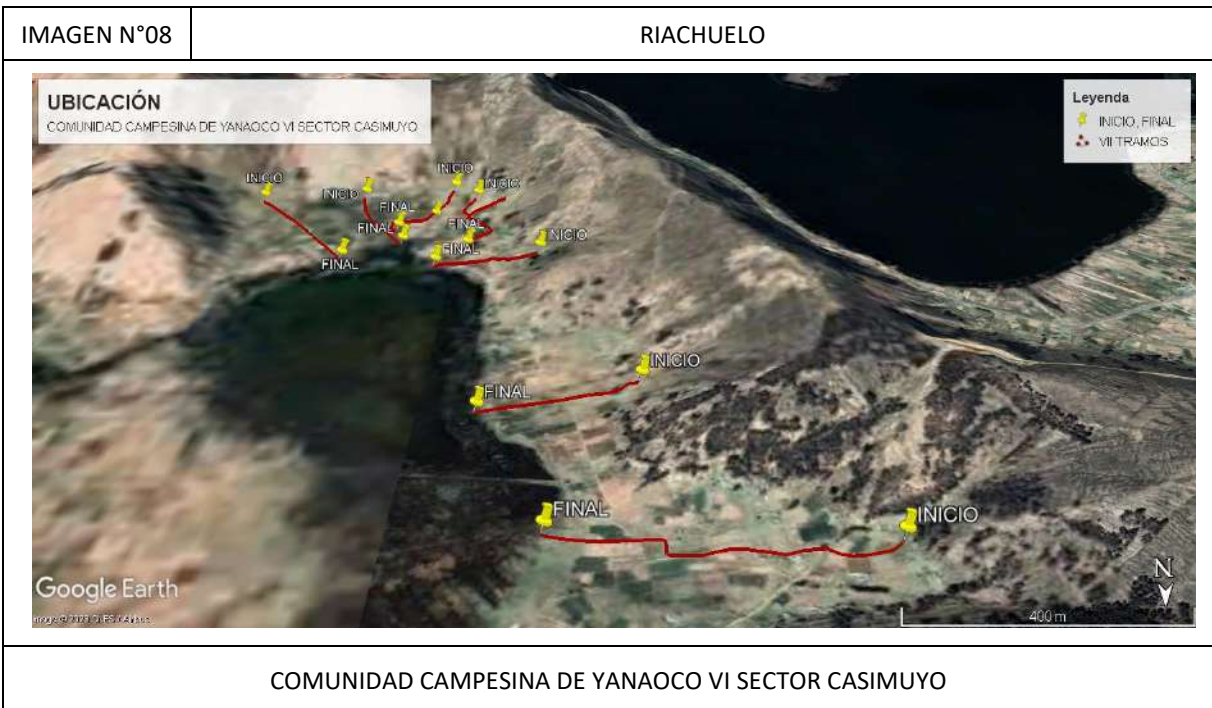 IMAGEN N°08
RIACHUELO
UBICACIÓN
COMUNIDAD CAMPESINA DE YANAOCO VI SECTOR CASIMUYO
Leyenda
INICIO, FINAL
VII TRAMOS
INICIO
INICIO
INICIO
INICIO
FINAL
FINAL
FINAL
FINAL
FINAL
INICIO
INICIO
FINAL
FINAL
INICIO
N
Google Earth
400 m
COMUNIDAD CAMPESINA DE YANAOCO VI SECTOR CASIMUYO